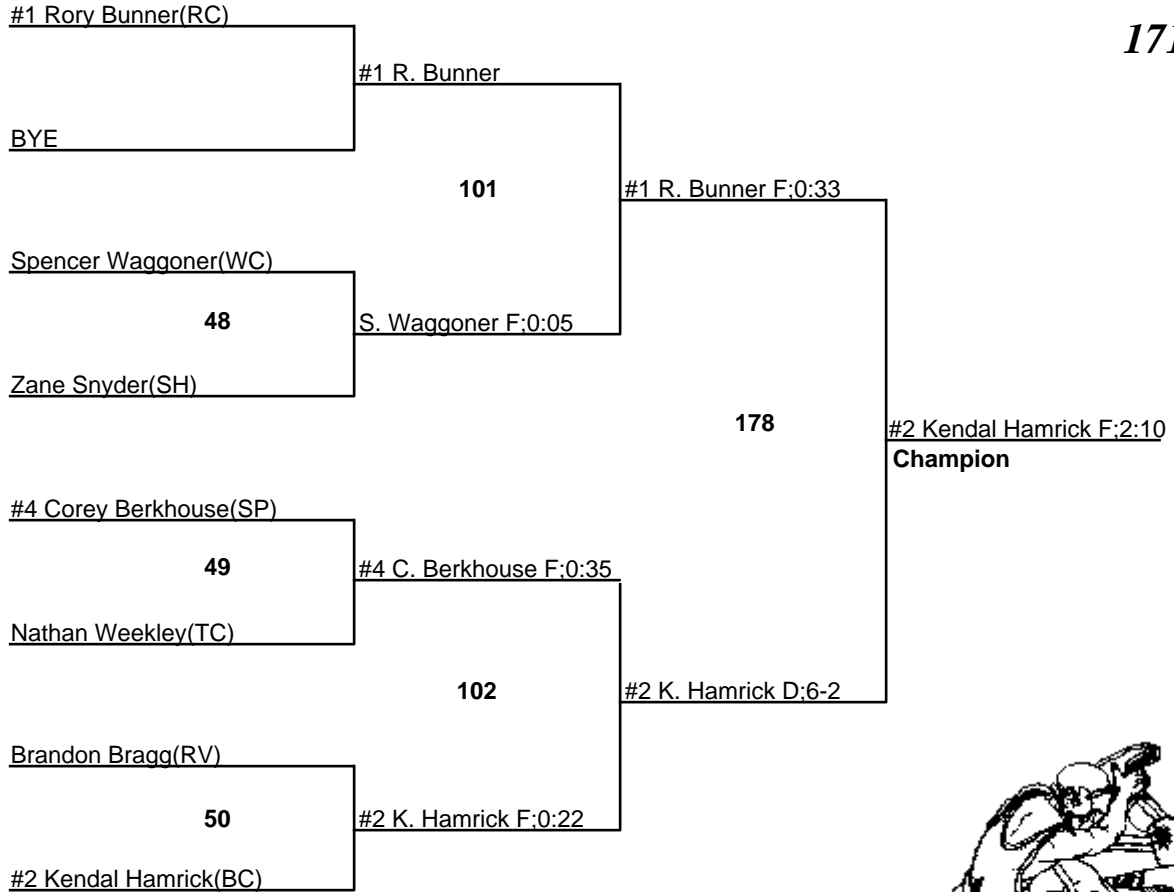 #1 Rory Bunner(RC)
171
#1 R. Bunner
BYE
101
#1 R. Bunner F;0:33
Spencer Waggoner(WC)
48
S. Waggoner F;0:05
Zane Snyder(SH)
178
#2 Kendal Hamrick F;2:10
Champion
#4 Corey Berkhouse(SP)
49
#4 C. Berkhouse F;0:35
Nathan Weekley(TC)
102
#2 K. Hamrick D;6-2
Brandon Bragg(RV)
50
#2 K. Hamrick F;0:22
#2 Kendal Hamrick(BC)